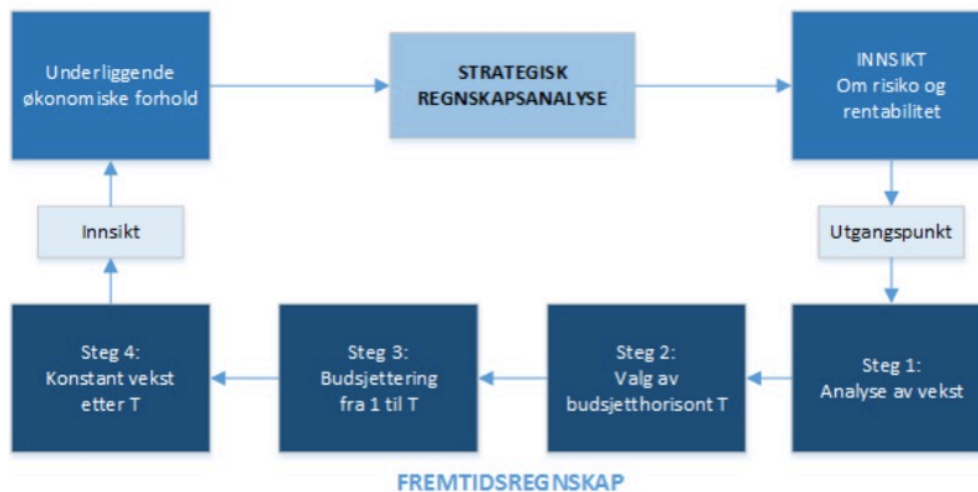 Underliggende
økonomiske forhold
STRATEGISK
REGNSKAPSANALYSE
INNSIKT
Om risiko og
rentabilitet
Innsikt
Utgangspunkt
Steg 4:
Konstant vekst
etter T
Steg 3:
Budsjettering
fra 1 til T
Steg 2:
Valg av
budsjetthorisont T
Steg 1:
Analyse av vekst
FREMTIDSREGNSKAP